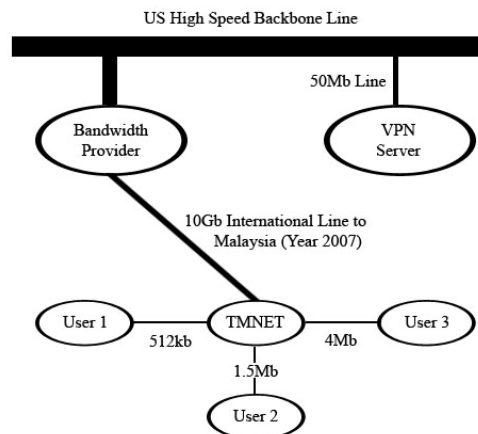 US High Speed Backbone Line
50Mb Line
Bandwidth
Provider
VPN
Server
10Gb International Line to
Malaysia (Year 2007)
User 1
TMNET
User 3
512kb
4Mb
1.5Mb
User 2